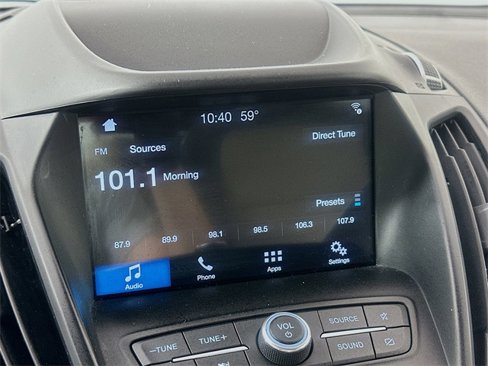 10:40 59°
FM Sources Direct Tune
101.1 Morning
Presets
87.9 89.9 98.1 98.5 106.3 107.9
Audio Phone Apps Settings
VOL
—TUNE TUNE+ SOURCE
SOUND